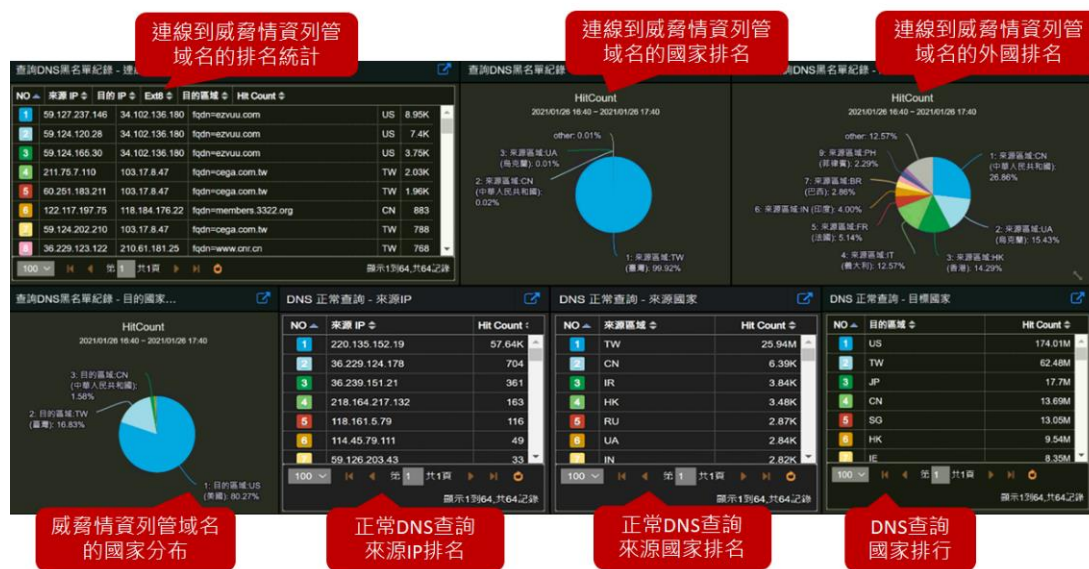 連線到威脅情資列管
域名的排名統計
連線到威脅情資列管
域名的國家排名
連線到威脅情資列管
域名的外國排名
查詢DNS黑名單紀錄 - 連
NO 來源 IP 目的 IP Ext8 目的區域 Hit Count
1 59.127.237.146 34.102.136.180 fqdn=ezvuu.com US 8.95K
2 59.124.120.28 34.102.136.180 fqdn=ezvuu.com US 7.4K
3 59.124.165.30 34.102.136.180 fqdn=ezvuu.com US 3.75K
4 211.75.7.110 103.17.8.47 fqdn=cega.com.tw TW 2.03K
5 60.251.183.211 103.17.8.47 fqdn=cega.com.tw TW 1.96K
6 122.117.197.75 118.184.176.22 fqdn=members.3322.org CN 883
7 59.124.202.210 103.17.8.47 fqdn=cega.com.tw TW 788
8 36.229.123.122 210.61.181.25 fqdn=www.cnr.cn TW 768
100 第 1 共1頁 顯示1到64,共64記錄
查詢DNS黑名單紀錄
HitCount
2021/01/26 16:40 ~ 2021/01/26 17:40
other: 0.01%
3: 來源區域:UA
(烏克蘭): 0.01%
2: 來源區域:CN
(中華人民共和國):
0.02%
1: 來源區域:TW
(臺灣): 99.92%
查詢DNS黑名單紀錄 -
HitCount
2021/01/26 16:40 ~ 2021/01/26 17:40
other: 12.57%
9: 來源區域:PH
(菲律賓): 2.29%
7: 來源區域:BR
(巴西): 2.86%
6: 來源區域:IN (印度): 4.00%
5: 來源區域:FR
(法國): 5.14%
4: 來源區域:IT
(義大利): 12.57%
3: 來源區域:HK
(香港): 14.29%
2: 來源區域:UA
(烏克蘭): 15.43%
1: 來源區域:CN
(中華人民共和國):
26.86%
查詢DNS黑名單紀錄 - 目的國家...
HitCount
2021/01/26 16:40 ~ 2021/01/26 17:40
3: 目的區域:CN
(中華人民共和國):
1.58%
2: 目的區域:TW
(臺灣): 16.83%
1: 目的區域:US
(美國): 80.27%
DNS 正常查詢 - 來源IP
NO 來源 IP Hit Count
1 220.135.152.19 57.64K
2 36.229.124.178 704
3 36.239.151.21 361
4 218.164.217.132 163
5 118.161.5.79 116
6 114.45.79.111 49
7 59.126.203.43 33
100 第 1 共1頁
顯示1到64,共64記錄
DNS 正常查詢 - 來源國家
NO 來源區域 Hit Count
1 TW 25.94M
2 CN 6.39K
3 IR 3.84K
4 HK 3.48K
5 RU 2.87K
6 UA 2.84K
7 IN 2.82K
100 第 1 共1頁
顯示1到64,共64記錄
DNS 正常查詢 - 目標國家
NO 目的區域 Hit Count
1 US 174.01M
2 TW 62.48M
3 JP 17.7M
4 CN 13.69M
5 SG 13.05M
6 HK 9.54M
7 IE 8.35M
100 第 1 共1頁
顯示1到64,共64記錄
威脅情資列管域名
的國家分布
正常DNS查詢
來源IP排名
正常DNS查詢
來源國家排名
DNS查詢
國家排行